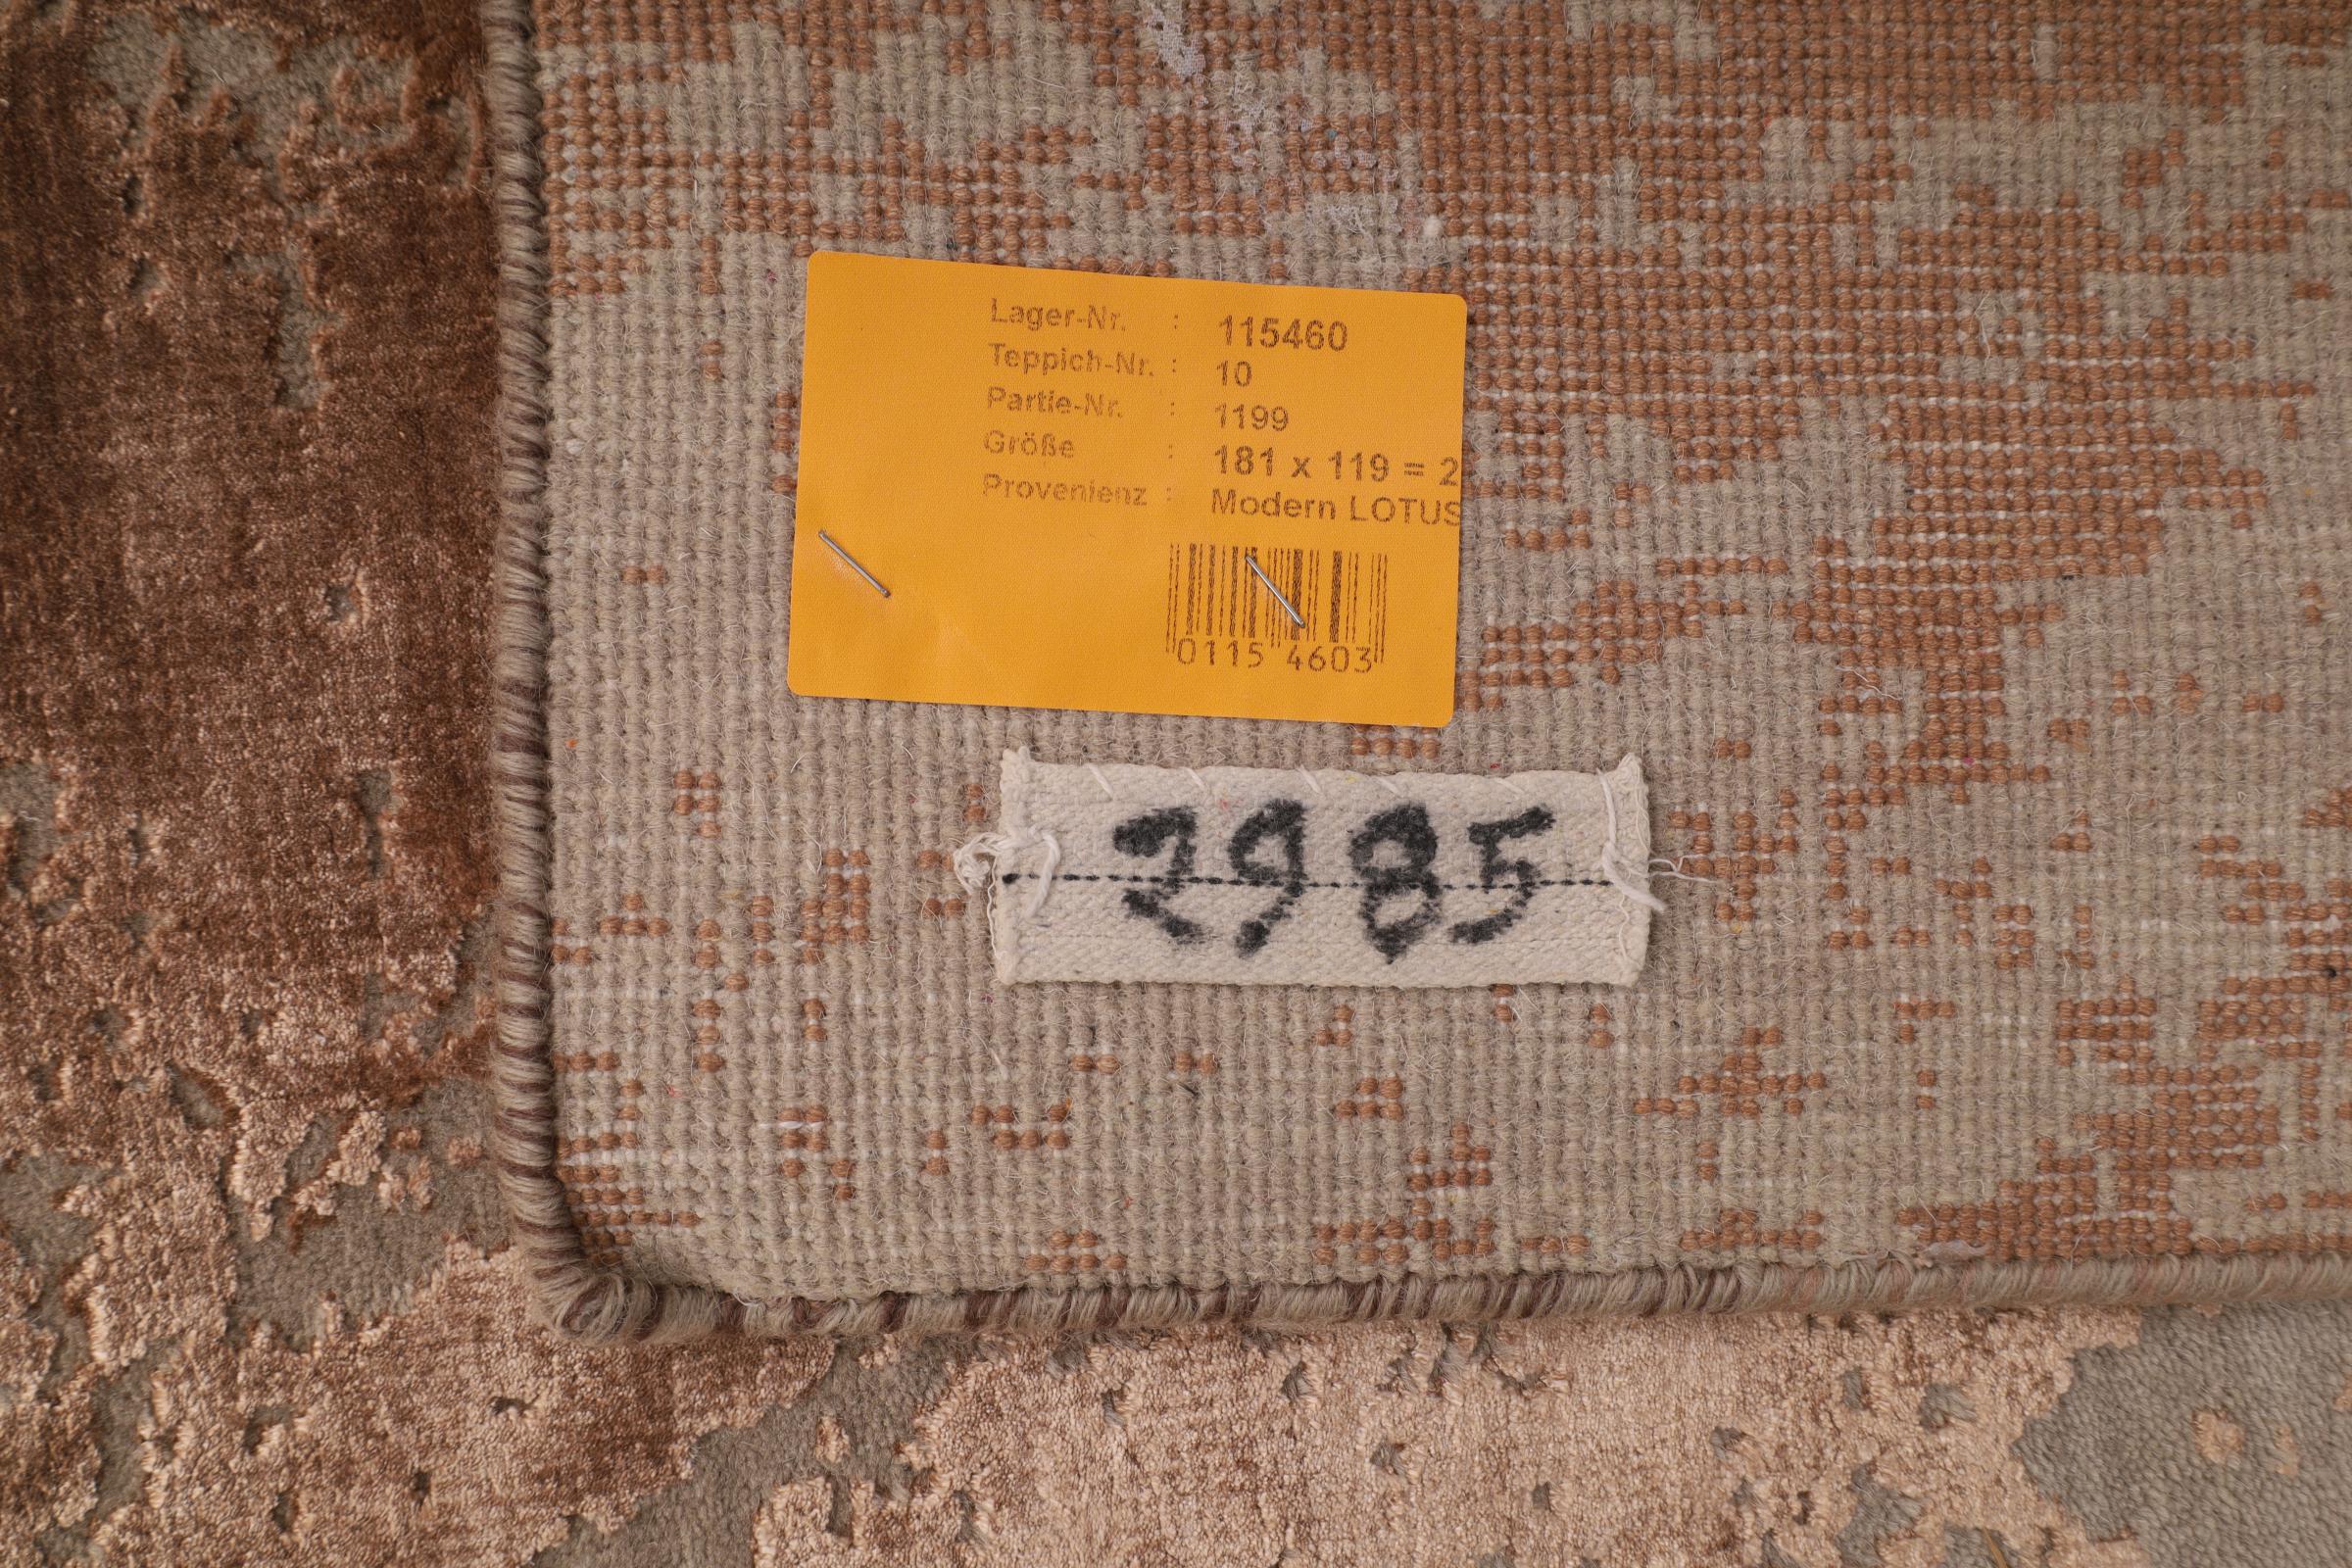 Lager-Nr. : 115460
Teppich-Nr. : 10
Partie-Nr. : 1199
Größe : 181 x 119 = 2
Provenienz : Modern LOTUS
0115 4603
2985